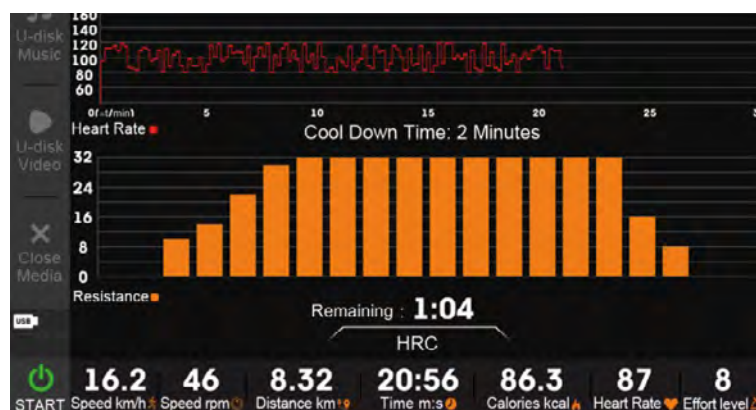 160
140
120
100
80
60
U-disk
Music
0(t/min) 5 10 15 20 25
Heart Rate
Cool Down Time: 2 Minutes
U-disk
Video
32
24
16
8
0
Close
Media
Resistance
Remaining : 1:04
HRC
USB
16.2 46 8.32 20:56 86.3 87 8
START Speed km/h Speed rpm Distance km Time m:s Calories kcal Heart Rate Effort level